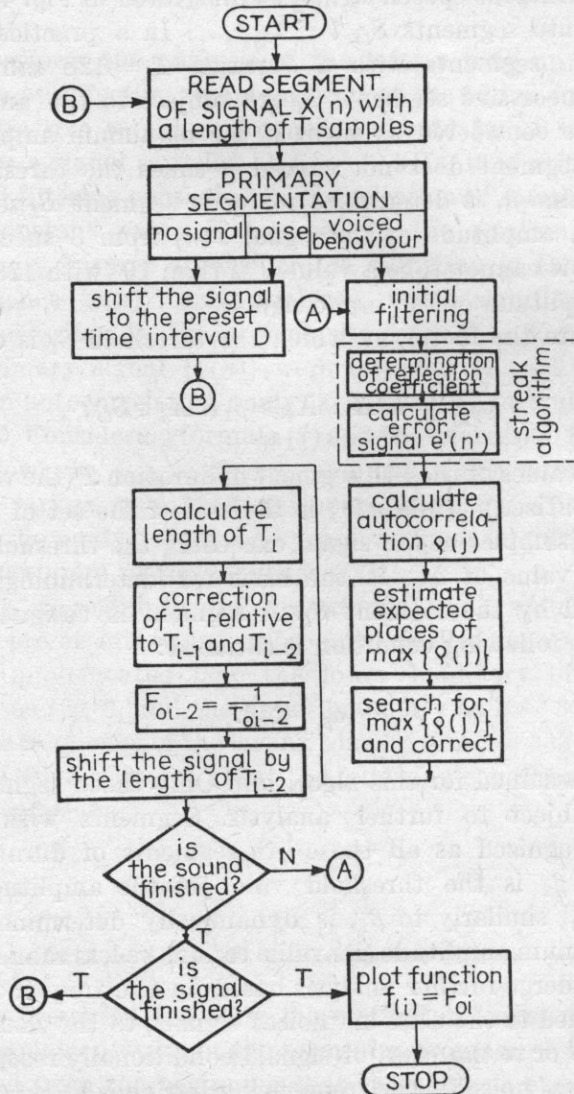 START
B
READ SEGMENT
OF SIGNAL x(n) with
a length of T samples
PRIMARY
SEGMENTATION
no signal
noise
voiced
behaviour
shift the signal
to the preset
time interval D
B
A
initial
filtering
determination
of reflection
coefficient
calculate
error
signal e'(n)
streak
algorithm
calculate
length of Ti
correction
of Ti relative
to Ti-1 and Ti-2
F0i-2 = 1/T0i-2
shift the signal by
the length of Ti
calculate
autocorrela-
tion ϱ(j)
estimate
expected
places of
max{ϱ(j)}
search for
max {ϱ(j)}
and correct
is
the sound
finished?
N
A
T
is
the signal
finished?
T
B
T
plot function
f(i) = F0i
STOP